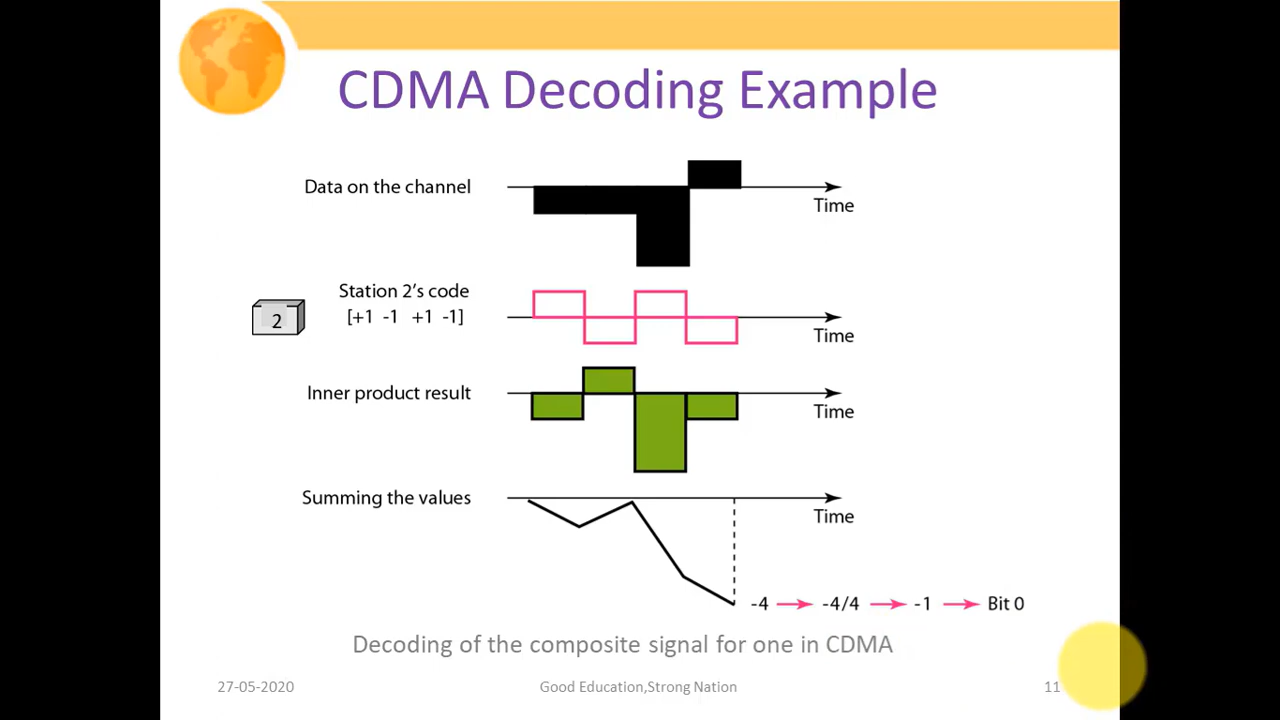 CDMA Decoding Example
Data on the channel
Time
Station 2's code
[+1 -1 +1 -1]
2
Time
Inner product result
Time
Summing the values
Time
-4 -4/4 -1 Bit 0
Decoding of the composite signal for one in CDMA
27-05-2020 Good Education,Strong Nation 11